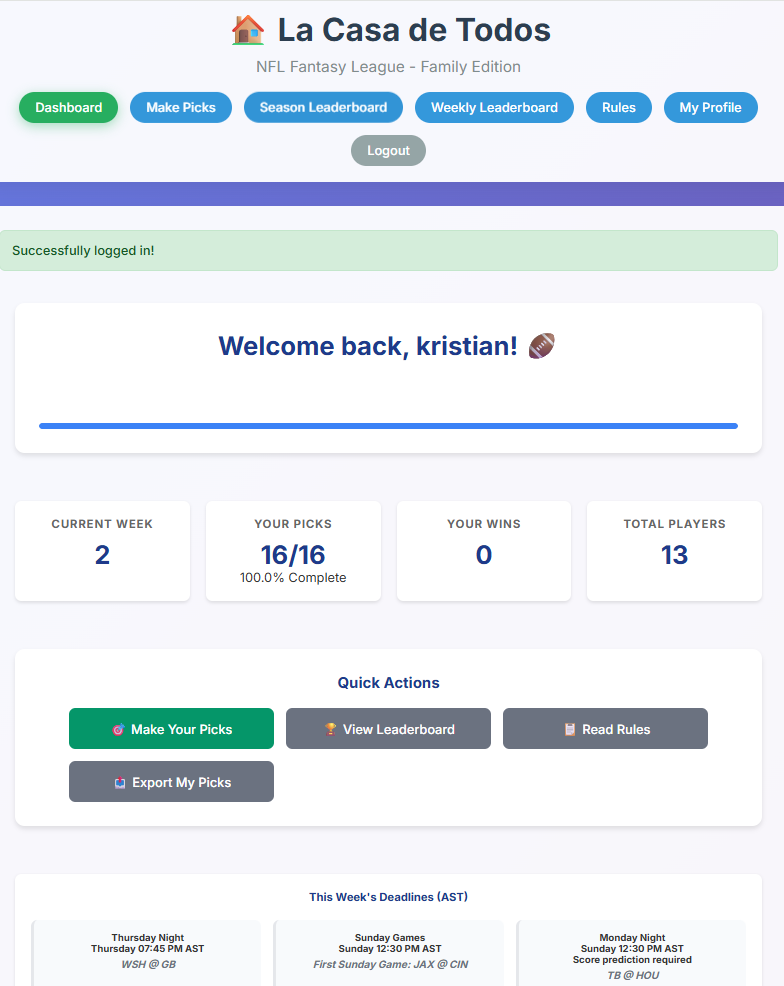 La Casa de Todos
NFL Fantasy League - Family Edition
Dashboard
Make Picks
Season Leaderboard
Weekly Leaderboard
Rules
My Profile
Logout
Successfully logged in!
Welcome back, kristian!
CURRENT WEEK
2
YOUR PICKS
16/16
100.0% Complete
YOUR WINS
0
TOTAL PLAYERS
13
Quick Actions
Make Your Picks
View Leaderboard
Read Rules
Export My Picks
This Week's Deadlines (AST)
Thursday Night
Thursday 07:45 PM AST
WSH @ GB
Sunday Games
Sunday 12:30 PM AST
First Sunday Game: JAX @ CIN
Monday Night
Sunday 12:30 PM AST
Score prediction required
TB @ HOU